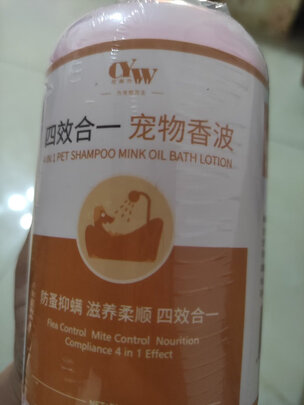 CYW
四效合一 宠物香波
4 IN 1 PET SHAMPOO MINK OIL BATH LOTION
防蚤抑螨 滋养柔顺 四效合一
Flea Control Mite Control Nourition
Compliance 4 in 1 Effect